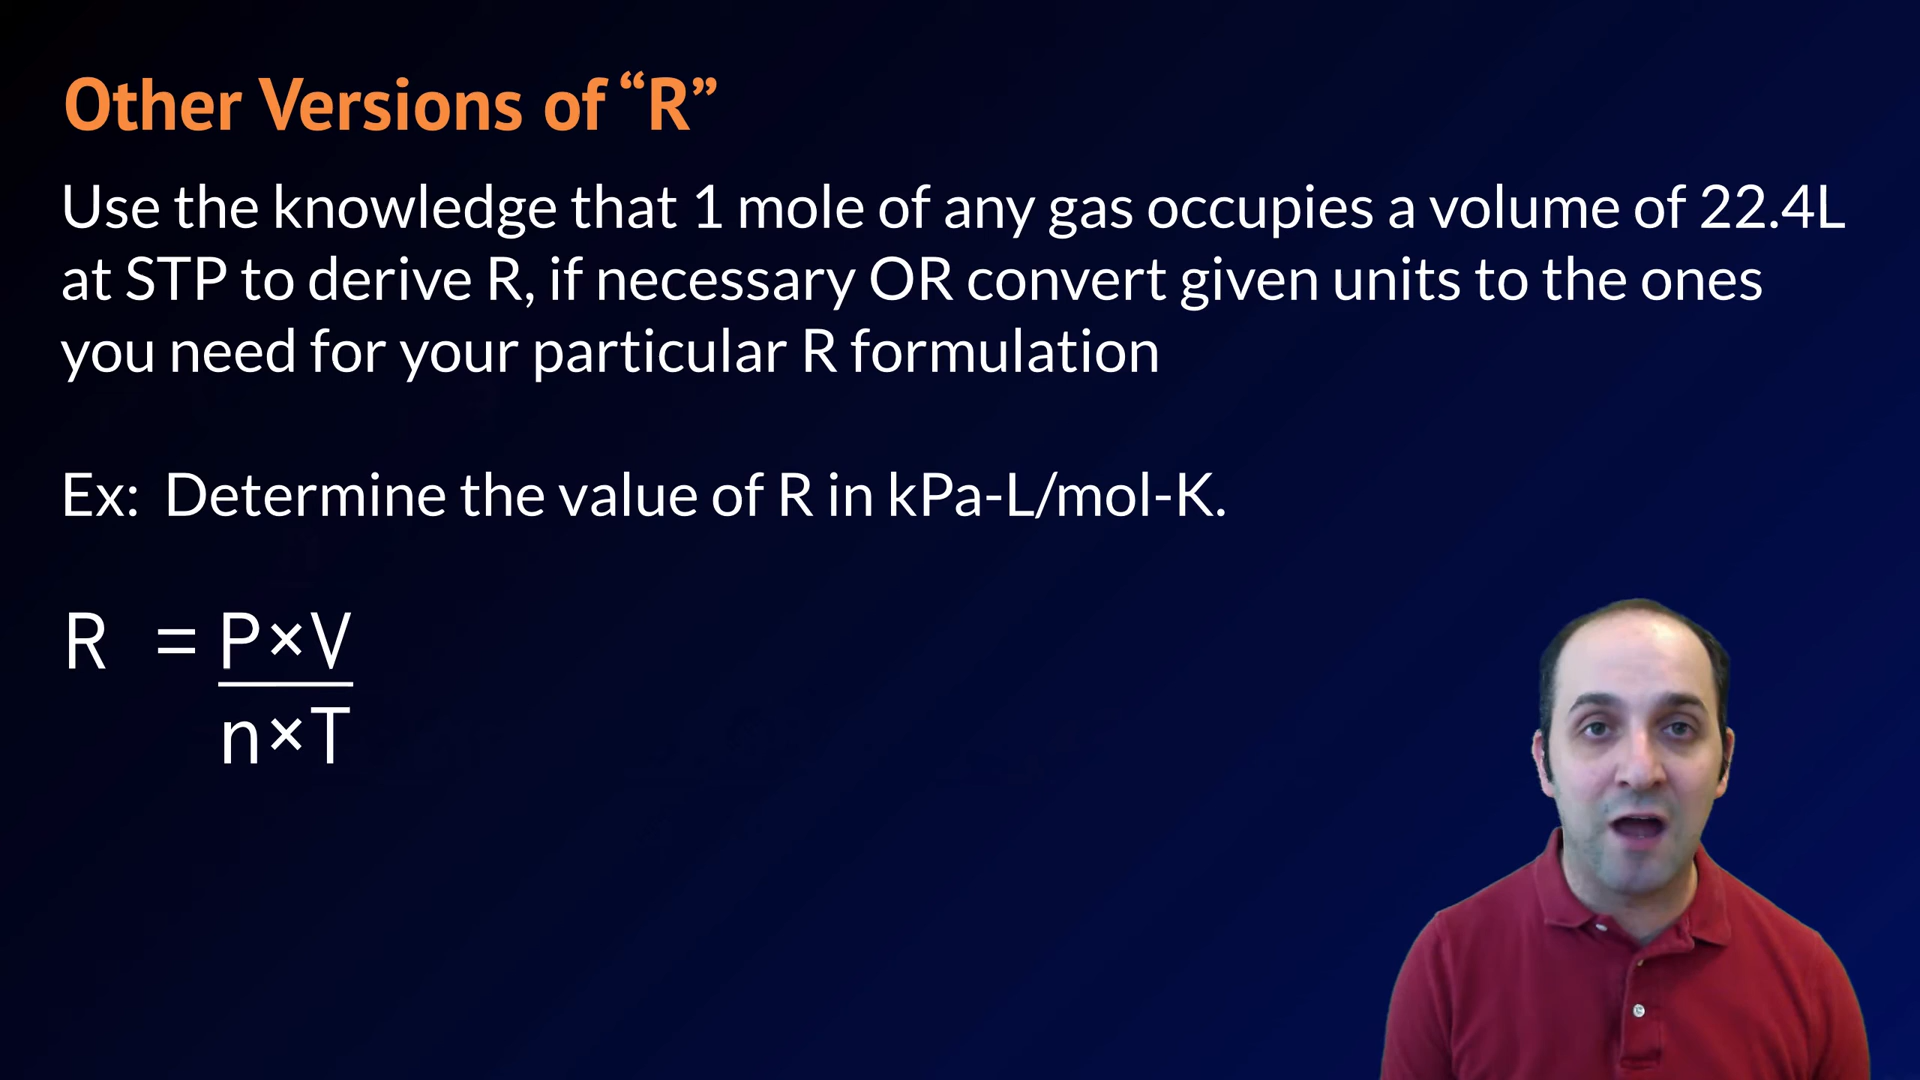 Other Versions of “R”
Use the knowledge that 1 mole of any gas occupies a volume of 22.4L
at STP to derive R, if necessary OR convert given units to the ones
you need for your particular R formulation
Ex: Determine the value of R in kPa-L/mol-K.
R = P×V
n×T